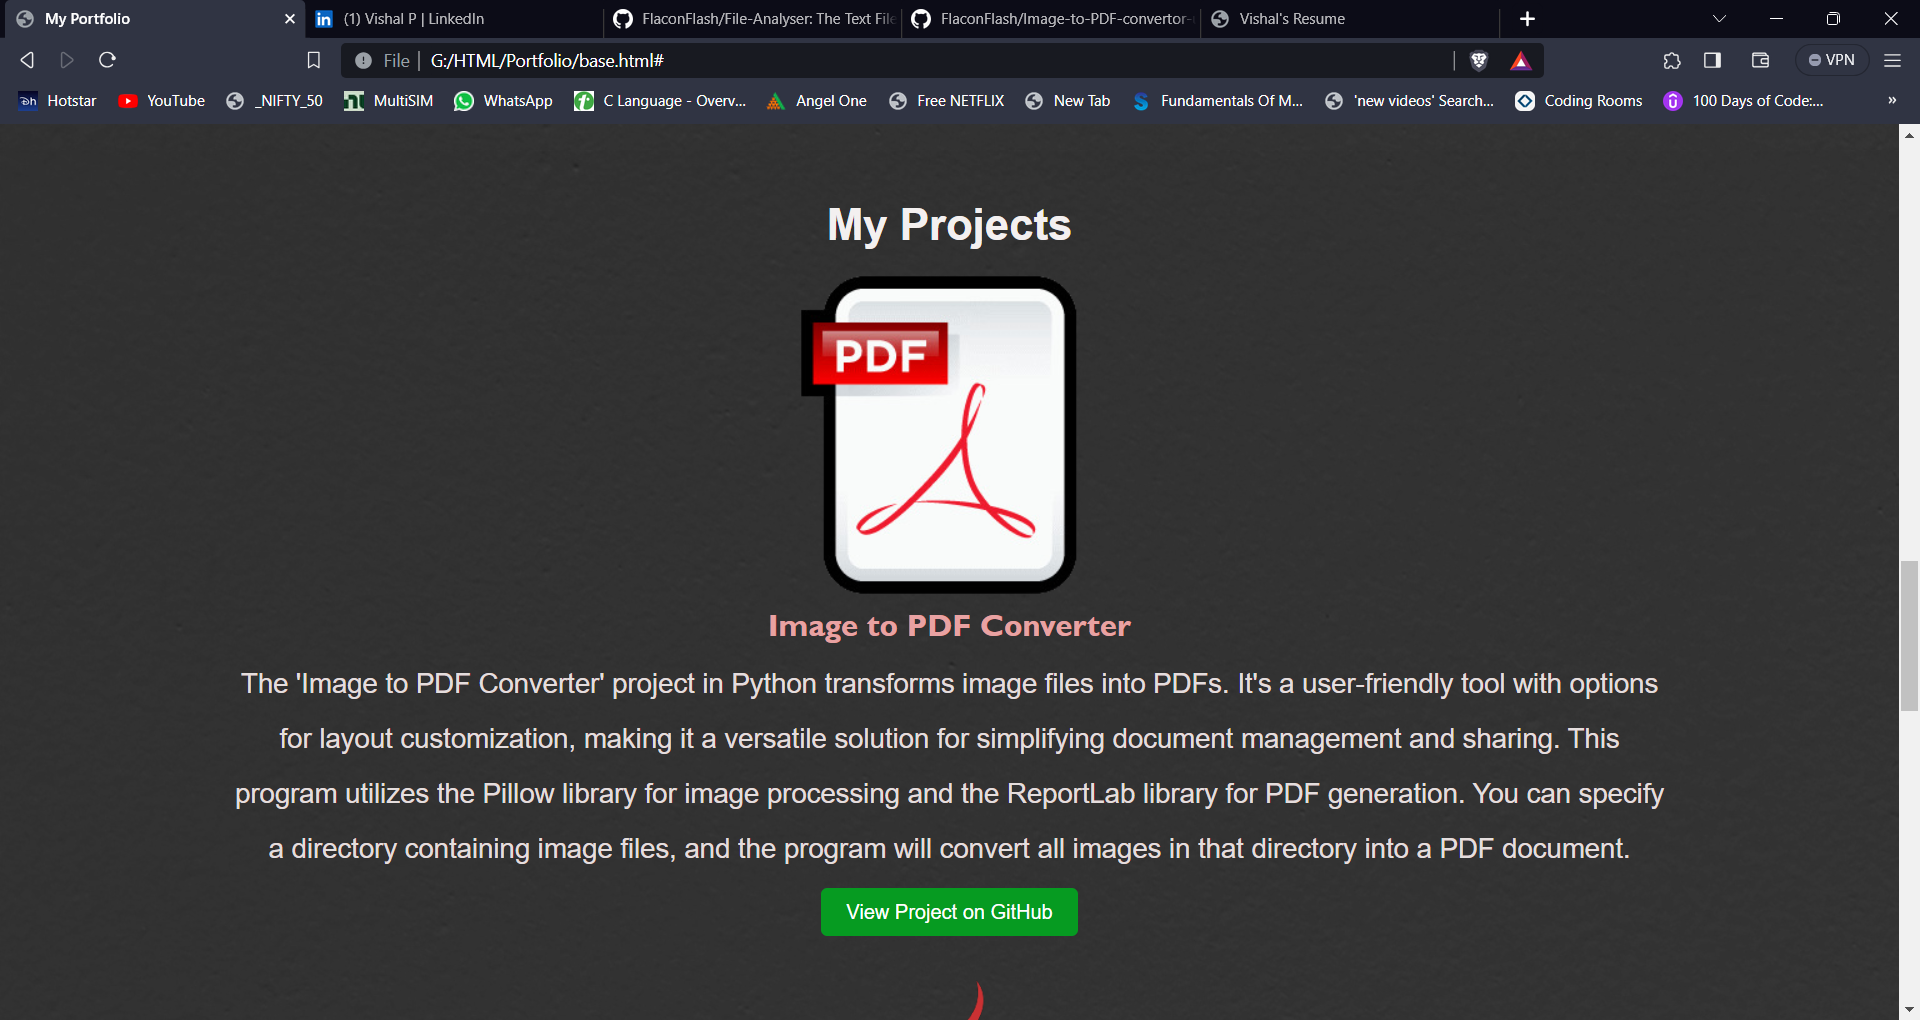 My Portfolio
(1) Vishal P | LinkedIn
FlaconFlash/File-Analyser: The Text File
FlaconFlash/Image-to-PDF-convertor-
Vishal's Resume
File
G:/HTML/Portfolio/base.html#
VPN
Hotstar
YouTube
_NIFTY_50
MultiSIM
WhatsApp
C Language - Overv...
Angel One
Free NETFLIX
New Tab
Fundamentals Of M...
'new videos' Search...
Coding Rooms
100 Days of Code:...
My Projects
PDF
Image to PDF Converter
The 'Image to PDF Converter' project in Python transforms image files into PDFs. It's a user-friendly tool with options
for layout customization, making it a versatile solution for simplifying document management and sharing. This
program utilizes the Pillow library for image processing and the ReportLab library for PDF generation. You can specify
a directory containing image files, and the program will convert all images in that directory into a PDF document.
View Project on GitHub